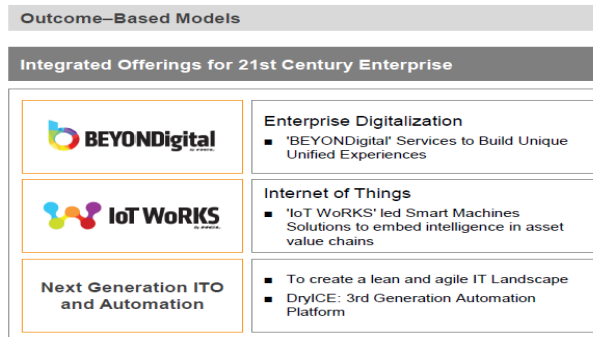 Outcome–Based Models
Integrated Offerings for 21st Century Enterprise
BEYONDigital
Enterprise Digitalization
■ 'BEYONDigital' Services to Build Unique
Unified Experiences
IoT WoRKS
Internet of Things
■ 'IoT WoRKS' led Smart Machines
Solutions to embed intelligence in asset
value chains
Next Generation ITO
and Automation
■ To create a lean and agile IT Landscape
■ DryICE: 3rd Generation Automation
Platform